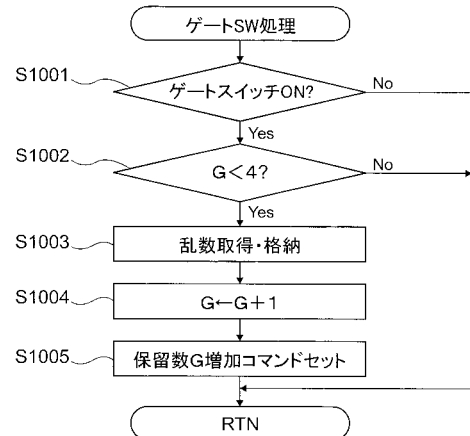 ゲートSW処理
S1001
ゲートスイッチON?
No
Yes
S1002
G<4?
No
Yes
S1003
乱数取得・格納
S1004
G←G+1
S1005
保留数G増加コマンドセット
RTN